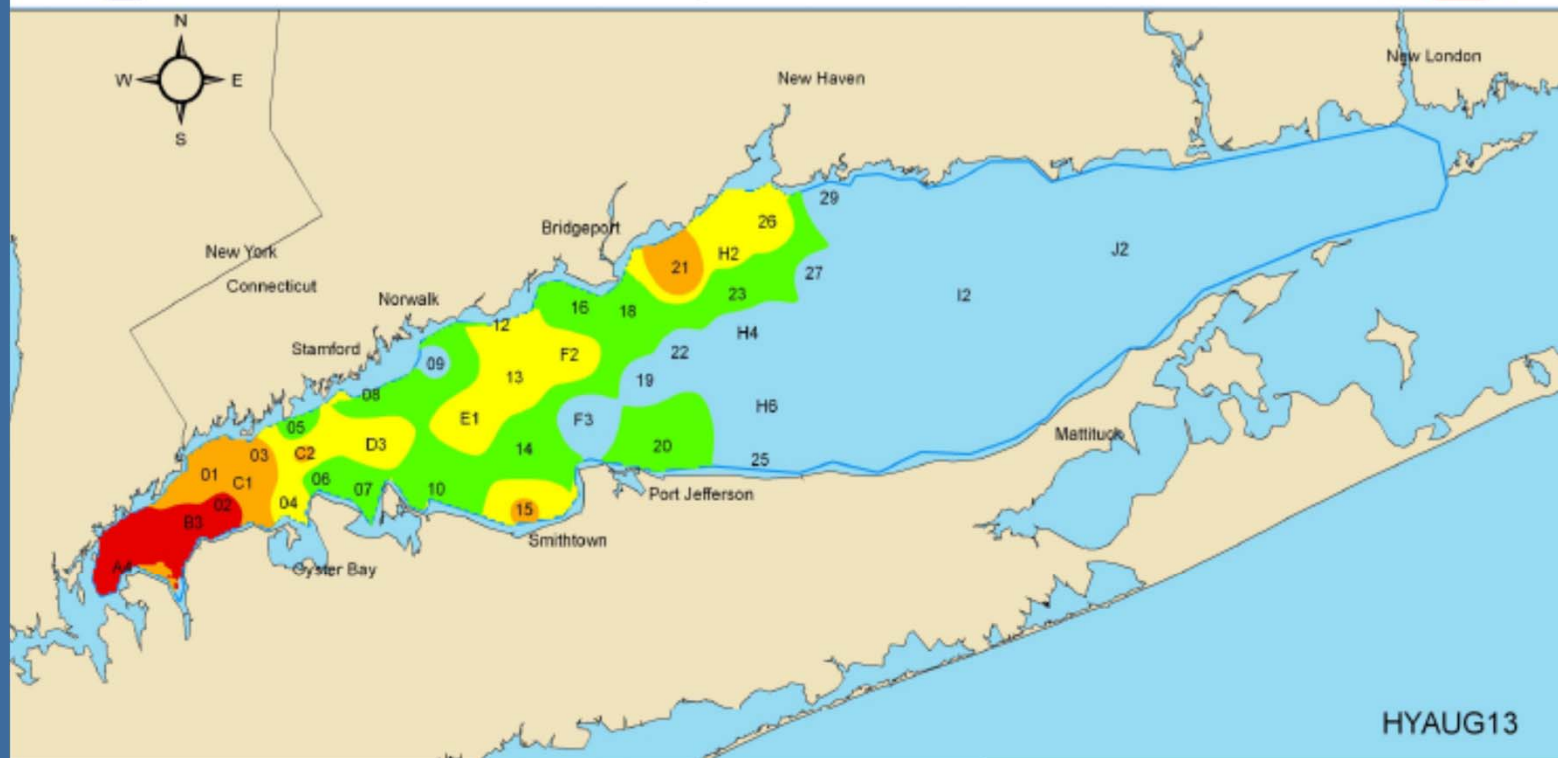 N
W E
S
New Haven
New London
29
26
Bridgeport
H2
J2
New York
21
27
Connecticut
I2
23
Norwalk
16
18
12
H4
Stamford
F2
22
09
13
19
08
H6
E1
F3
05
Mattituck
D3
20
14
C2
03
25
01
C1
06
07
10
Port Jefferson
04
02
15
B3
Smithtown
A4
Oyster Bay
HYAUG13